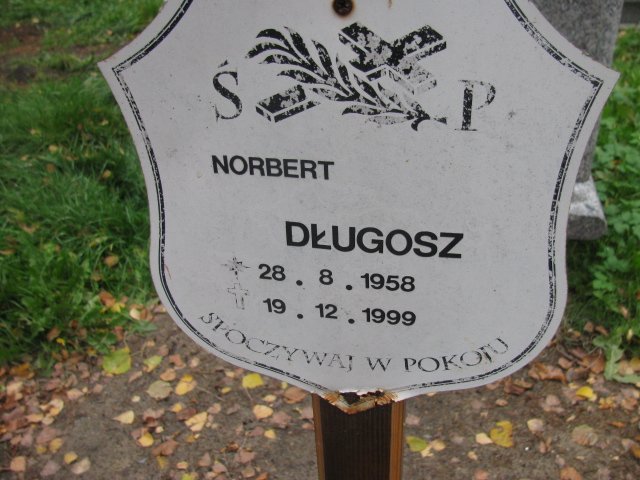 Ś P
NORBERT
DŁUGOSZ
28 . 8 . 1958
19 . 12 . 1999
SPOCZYWAJ W POKOJU